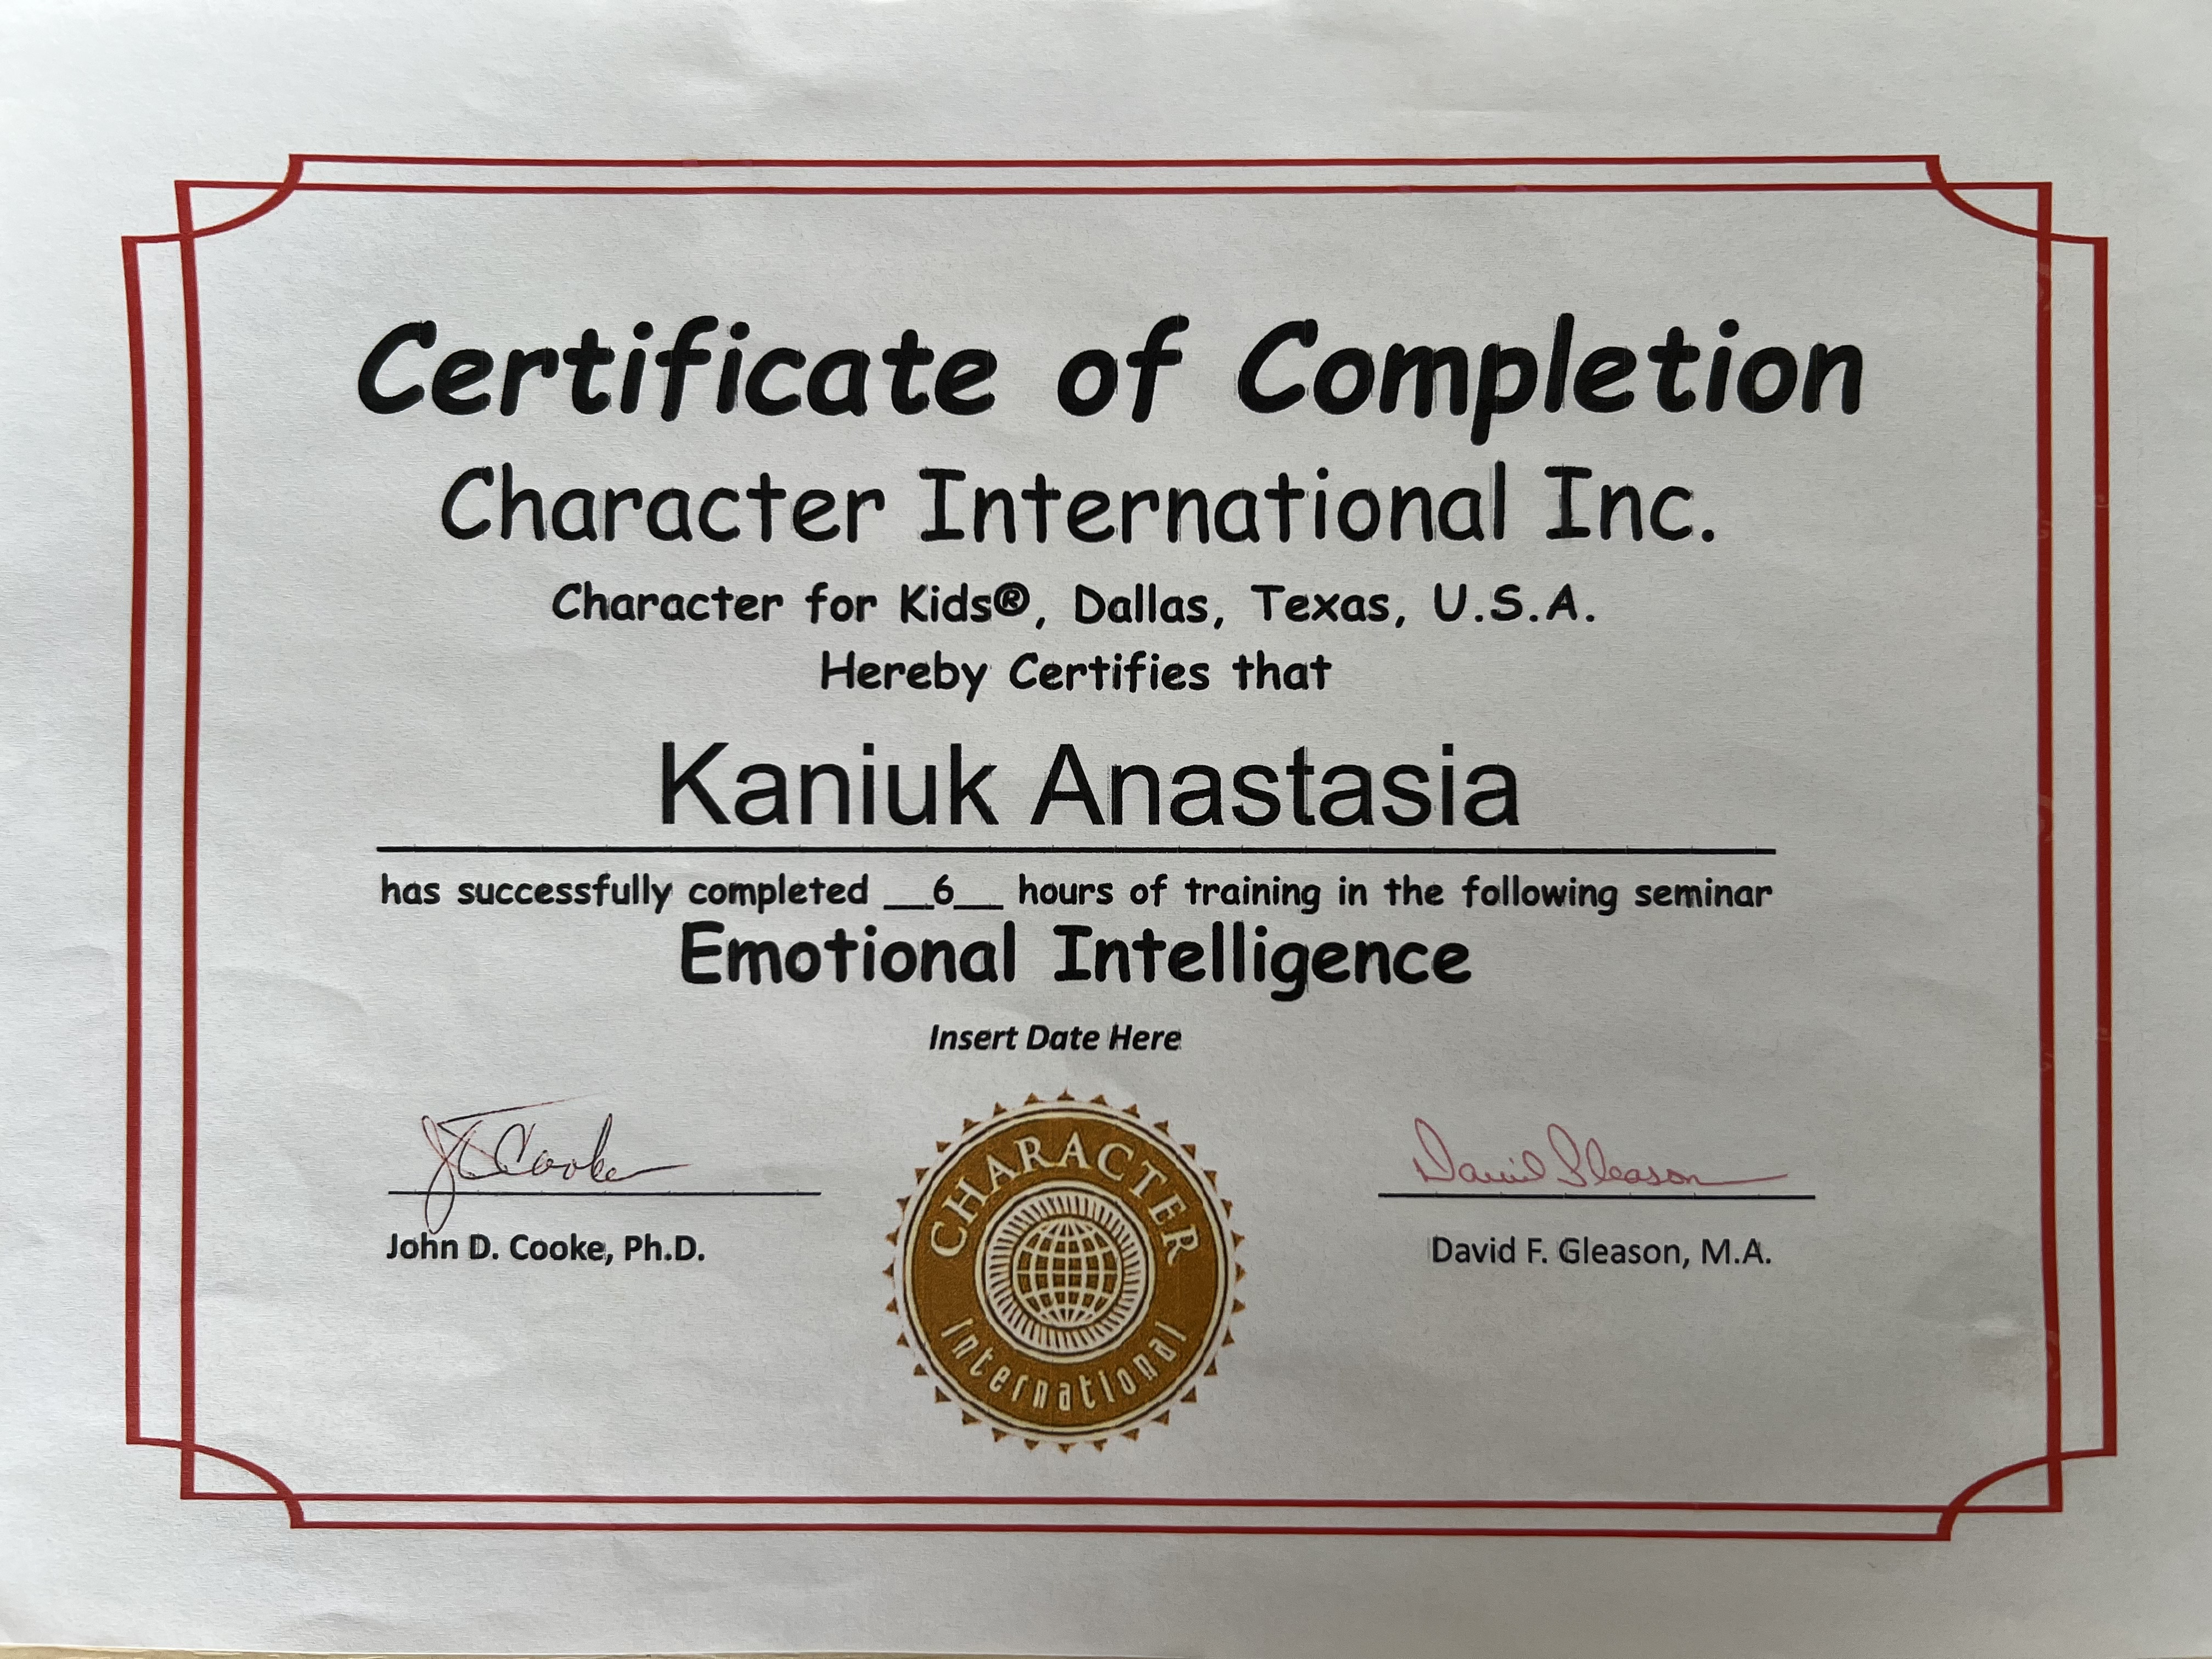 Certificate of Completion
Character International Inc.
Character for Kids®, Dallas, Texas, U.S.A.
Hereby Certifies that
Kaniuk Anastasia
has successfully completed __6__ hours of training in the following seminar
Emotional Intelligence
Insert Date Here
J Cooke
David Gleason
John D. Cooke, Ph.D.
David F. Gleason, M.A.
CHARACTER
International